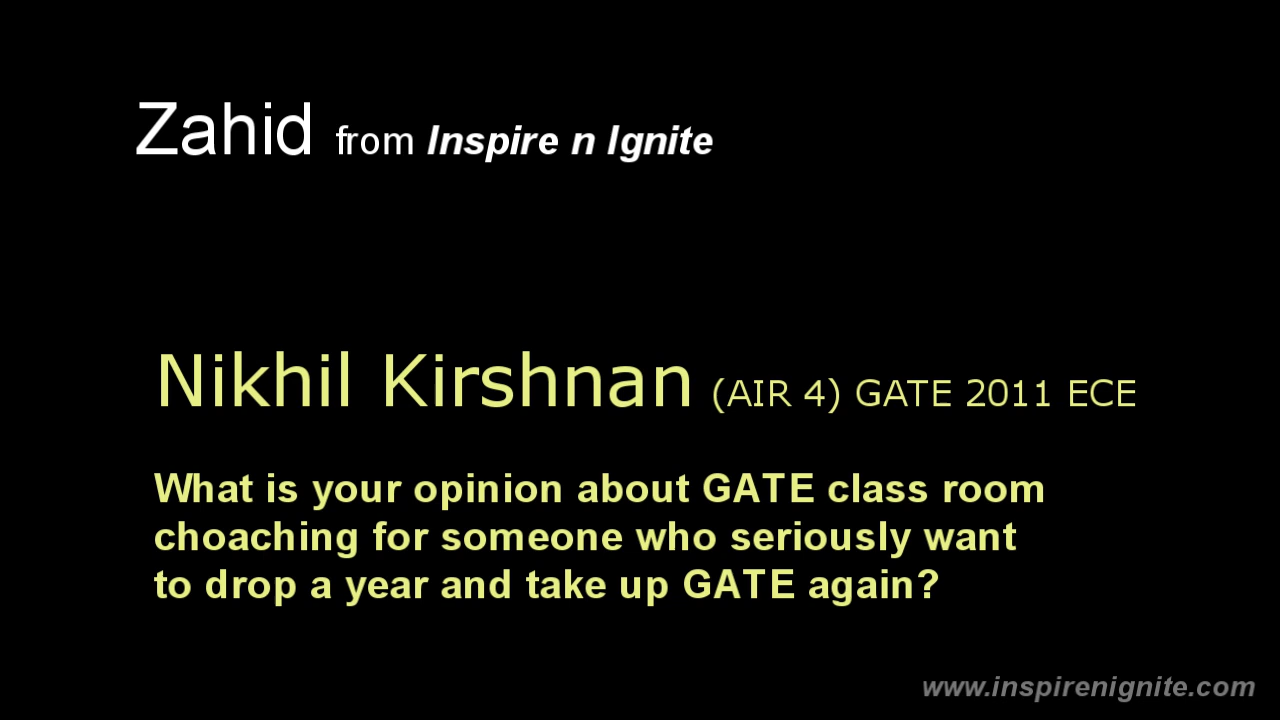 Zahid from Inspire n Ignite
Nikhil Kirshnan (AIR 4) GATE 2011 ECE
What is your opinion about GATE class room
choaching for someone who seriously want
to drop a year and take up GATE again?
www.inspirenignite.com